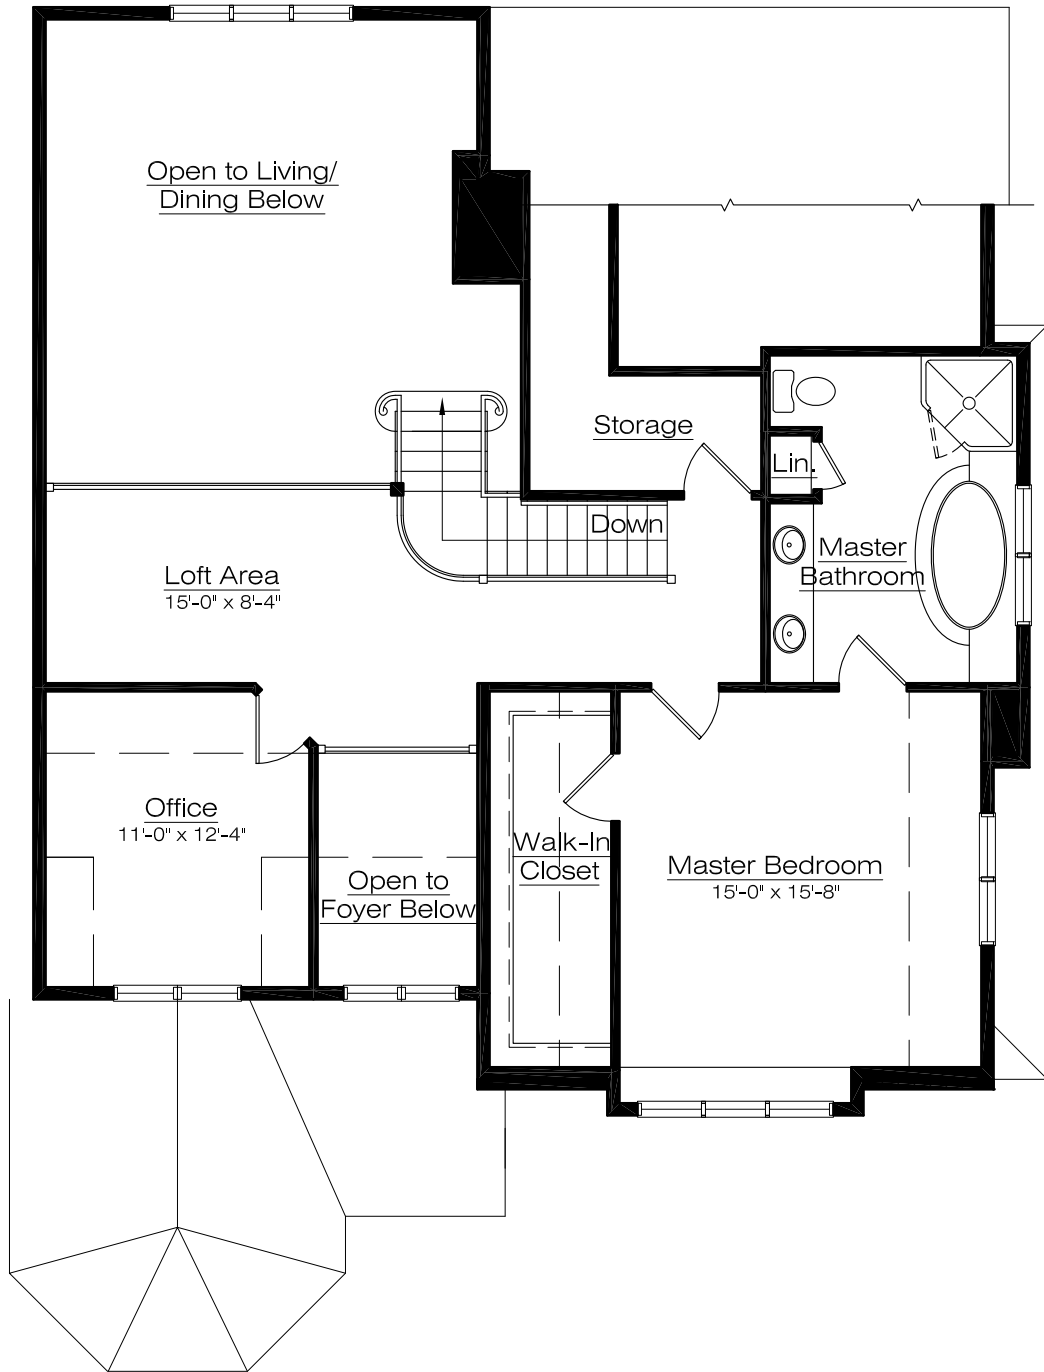 Open to Living/
Dining Below
Storage
Lin.
Down
Master
Bathroom
Loft Area
15'-0" x 8'-4"
Office
11'-0" x 12'-4"
Open to
Foyer Below
Walk-In
Closet
Master Bedroom
15'-0" x 15'-8"